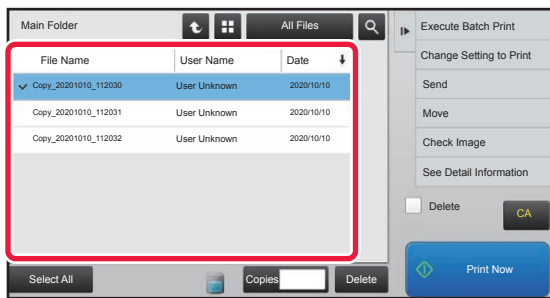 Main Folder
All Files
File Name User Name Date
Copy_20201010_112030 User Unknown 2020/10/10
Copy_20201010_112031 User Unknown 2020/10/10
Copy_20201010_112032 User Unknown 2020/10/10
Select All
Copies
Delete
Execute Batch Print
Change Setting to Print
Send
Move
Check Image
See Detail Information
Delete
CA
Print Now